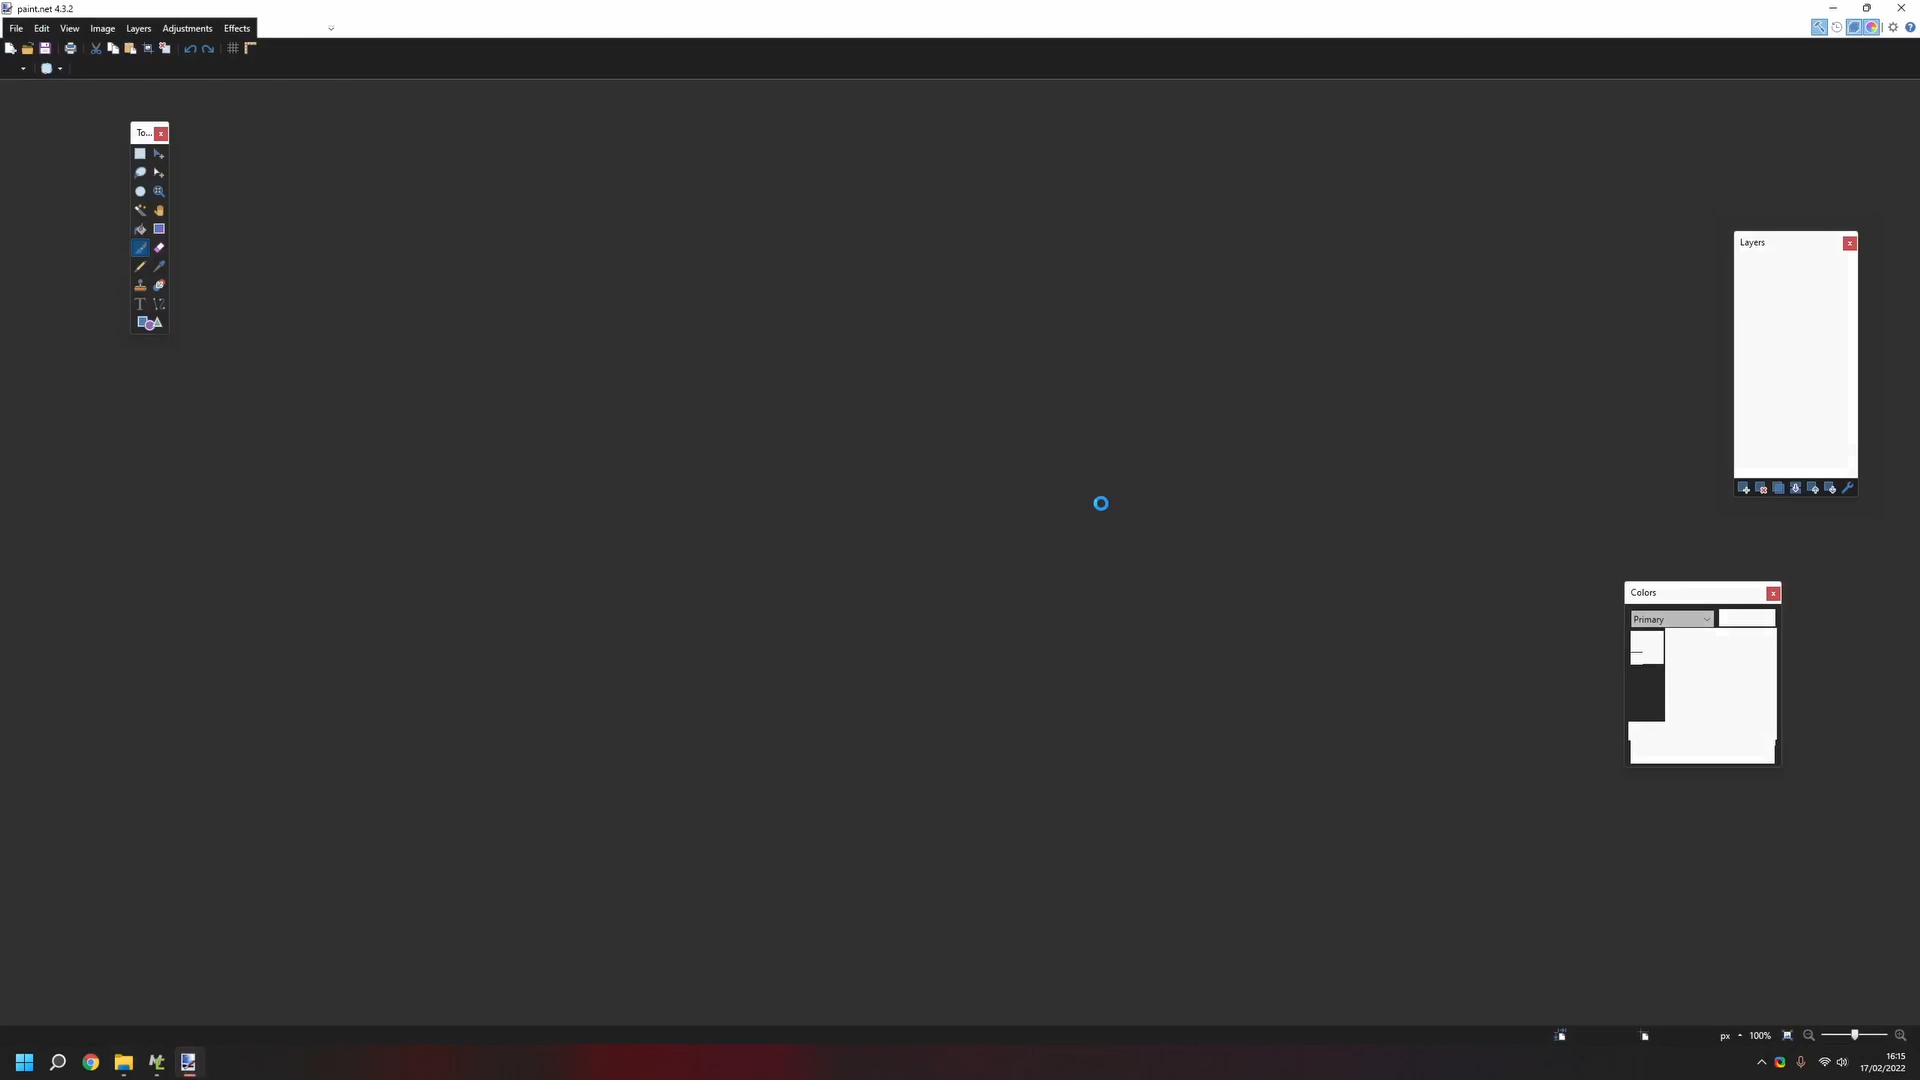 paint.net 4.3.2
File Edit View Image Layers Adjustments Effects
To...
Layers
Colors
Primary
px 100%
16:15
17/02/2022